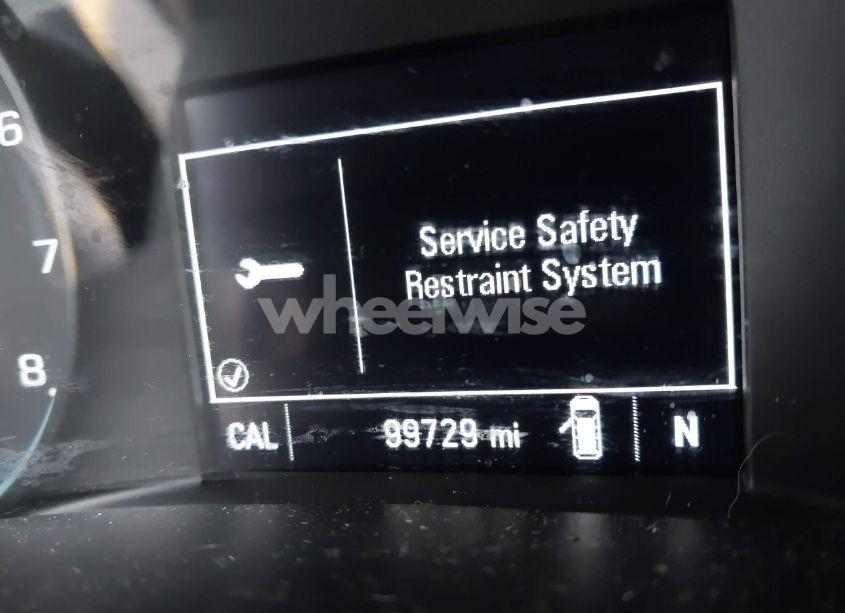 6
7
8
Service Safety
Restraint System
wheelwise
CAL
99729 mi
N